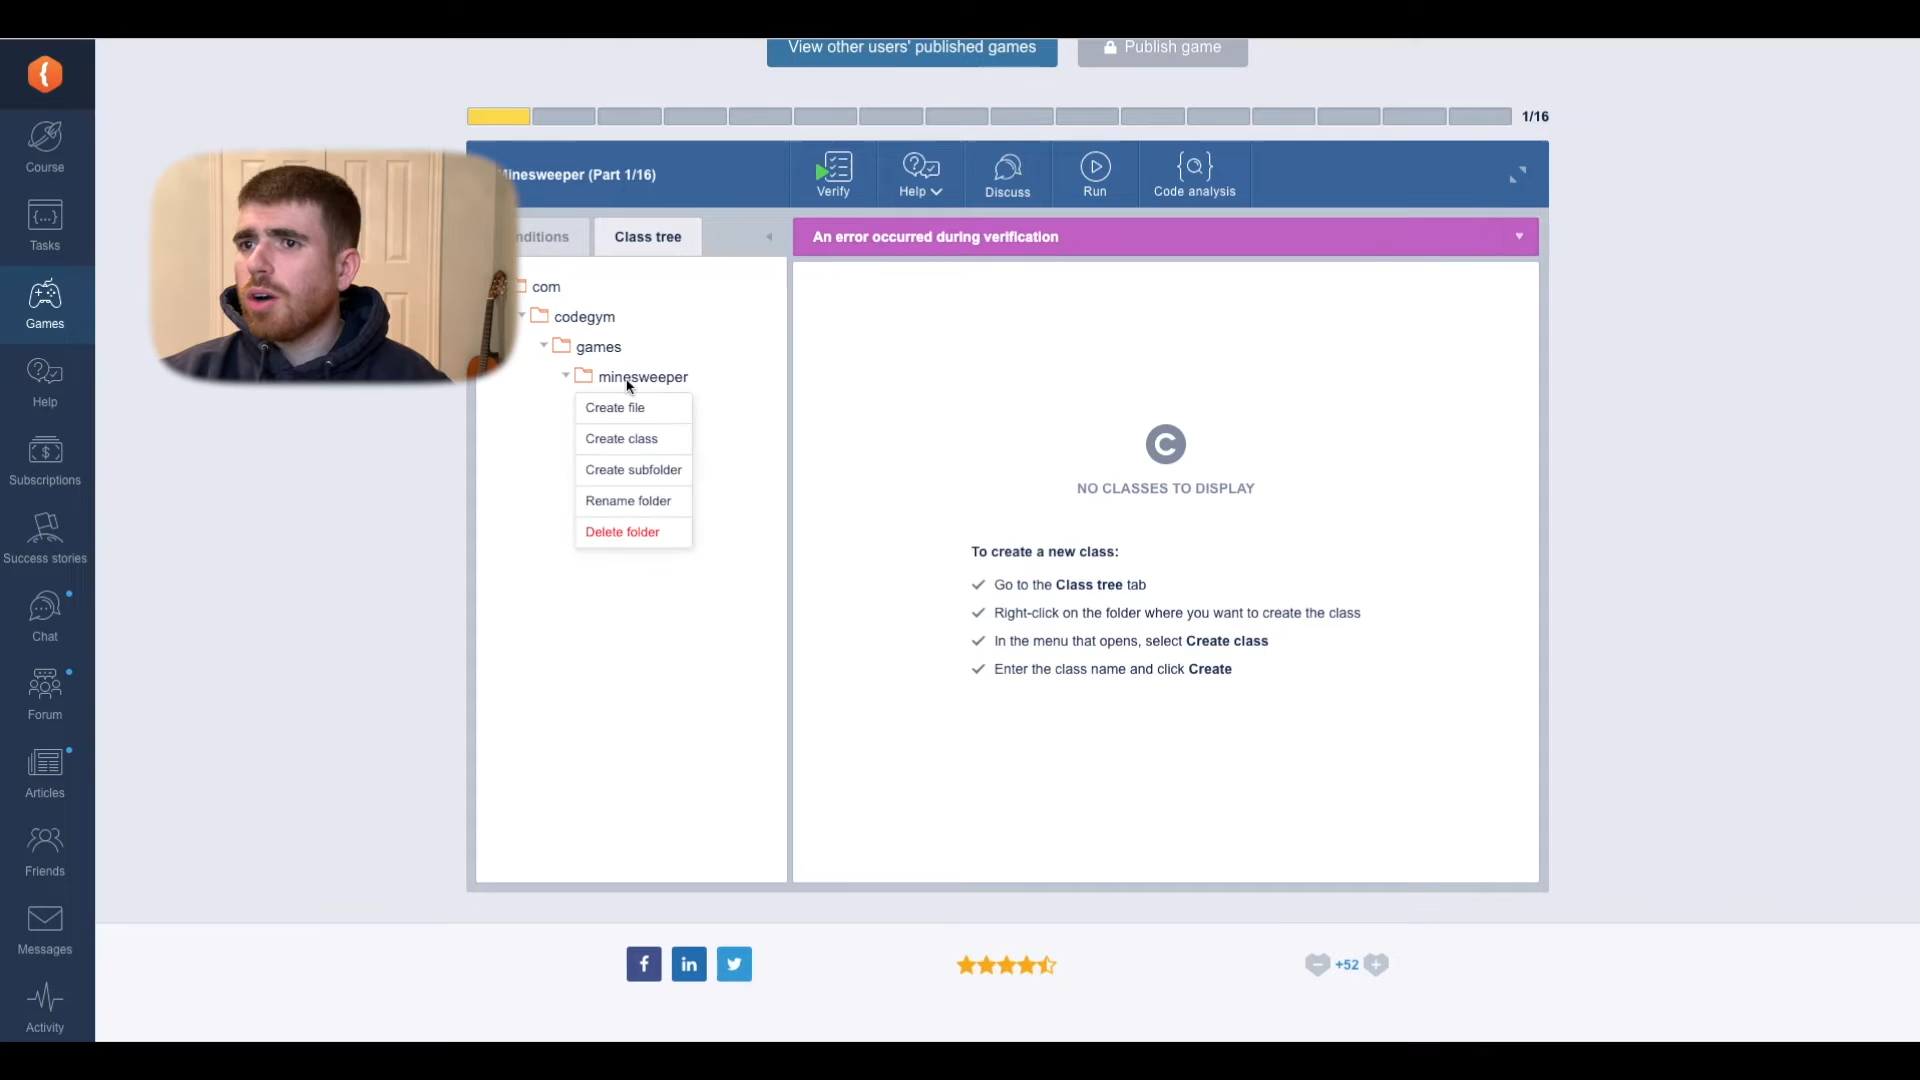 View other users' published games
Publish game
1/16
Minesweeper (Part 1/16)
Verify
Help
Discuss
Run
Code analysis
Class tree
An error occurred during verification
com
codegym
games
minesweeper
Create file
Create class
Create subfolder
Rename folder
Delete folder
C
NO CLASSES TO DISPLAY
To create a new class:
Go to the Class tree tab
Right-click on the folder where you want to create the class
In the menu that opens, select Create class
Enter the class name and click Create
Course
Tasks
Games
Help
Subscriptions
Success stories
Chat
Forum
Articles
Friends
Messages
Activity
f
in
+52